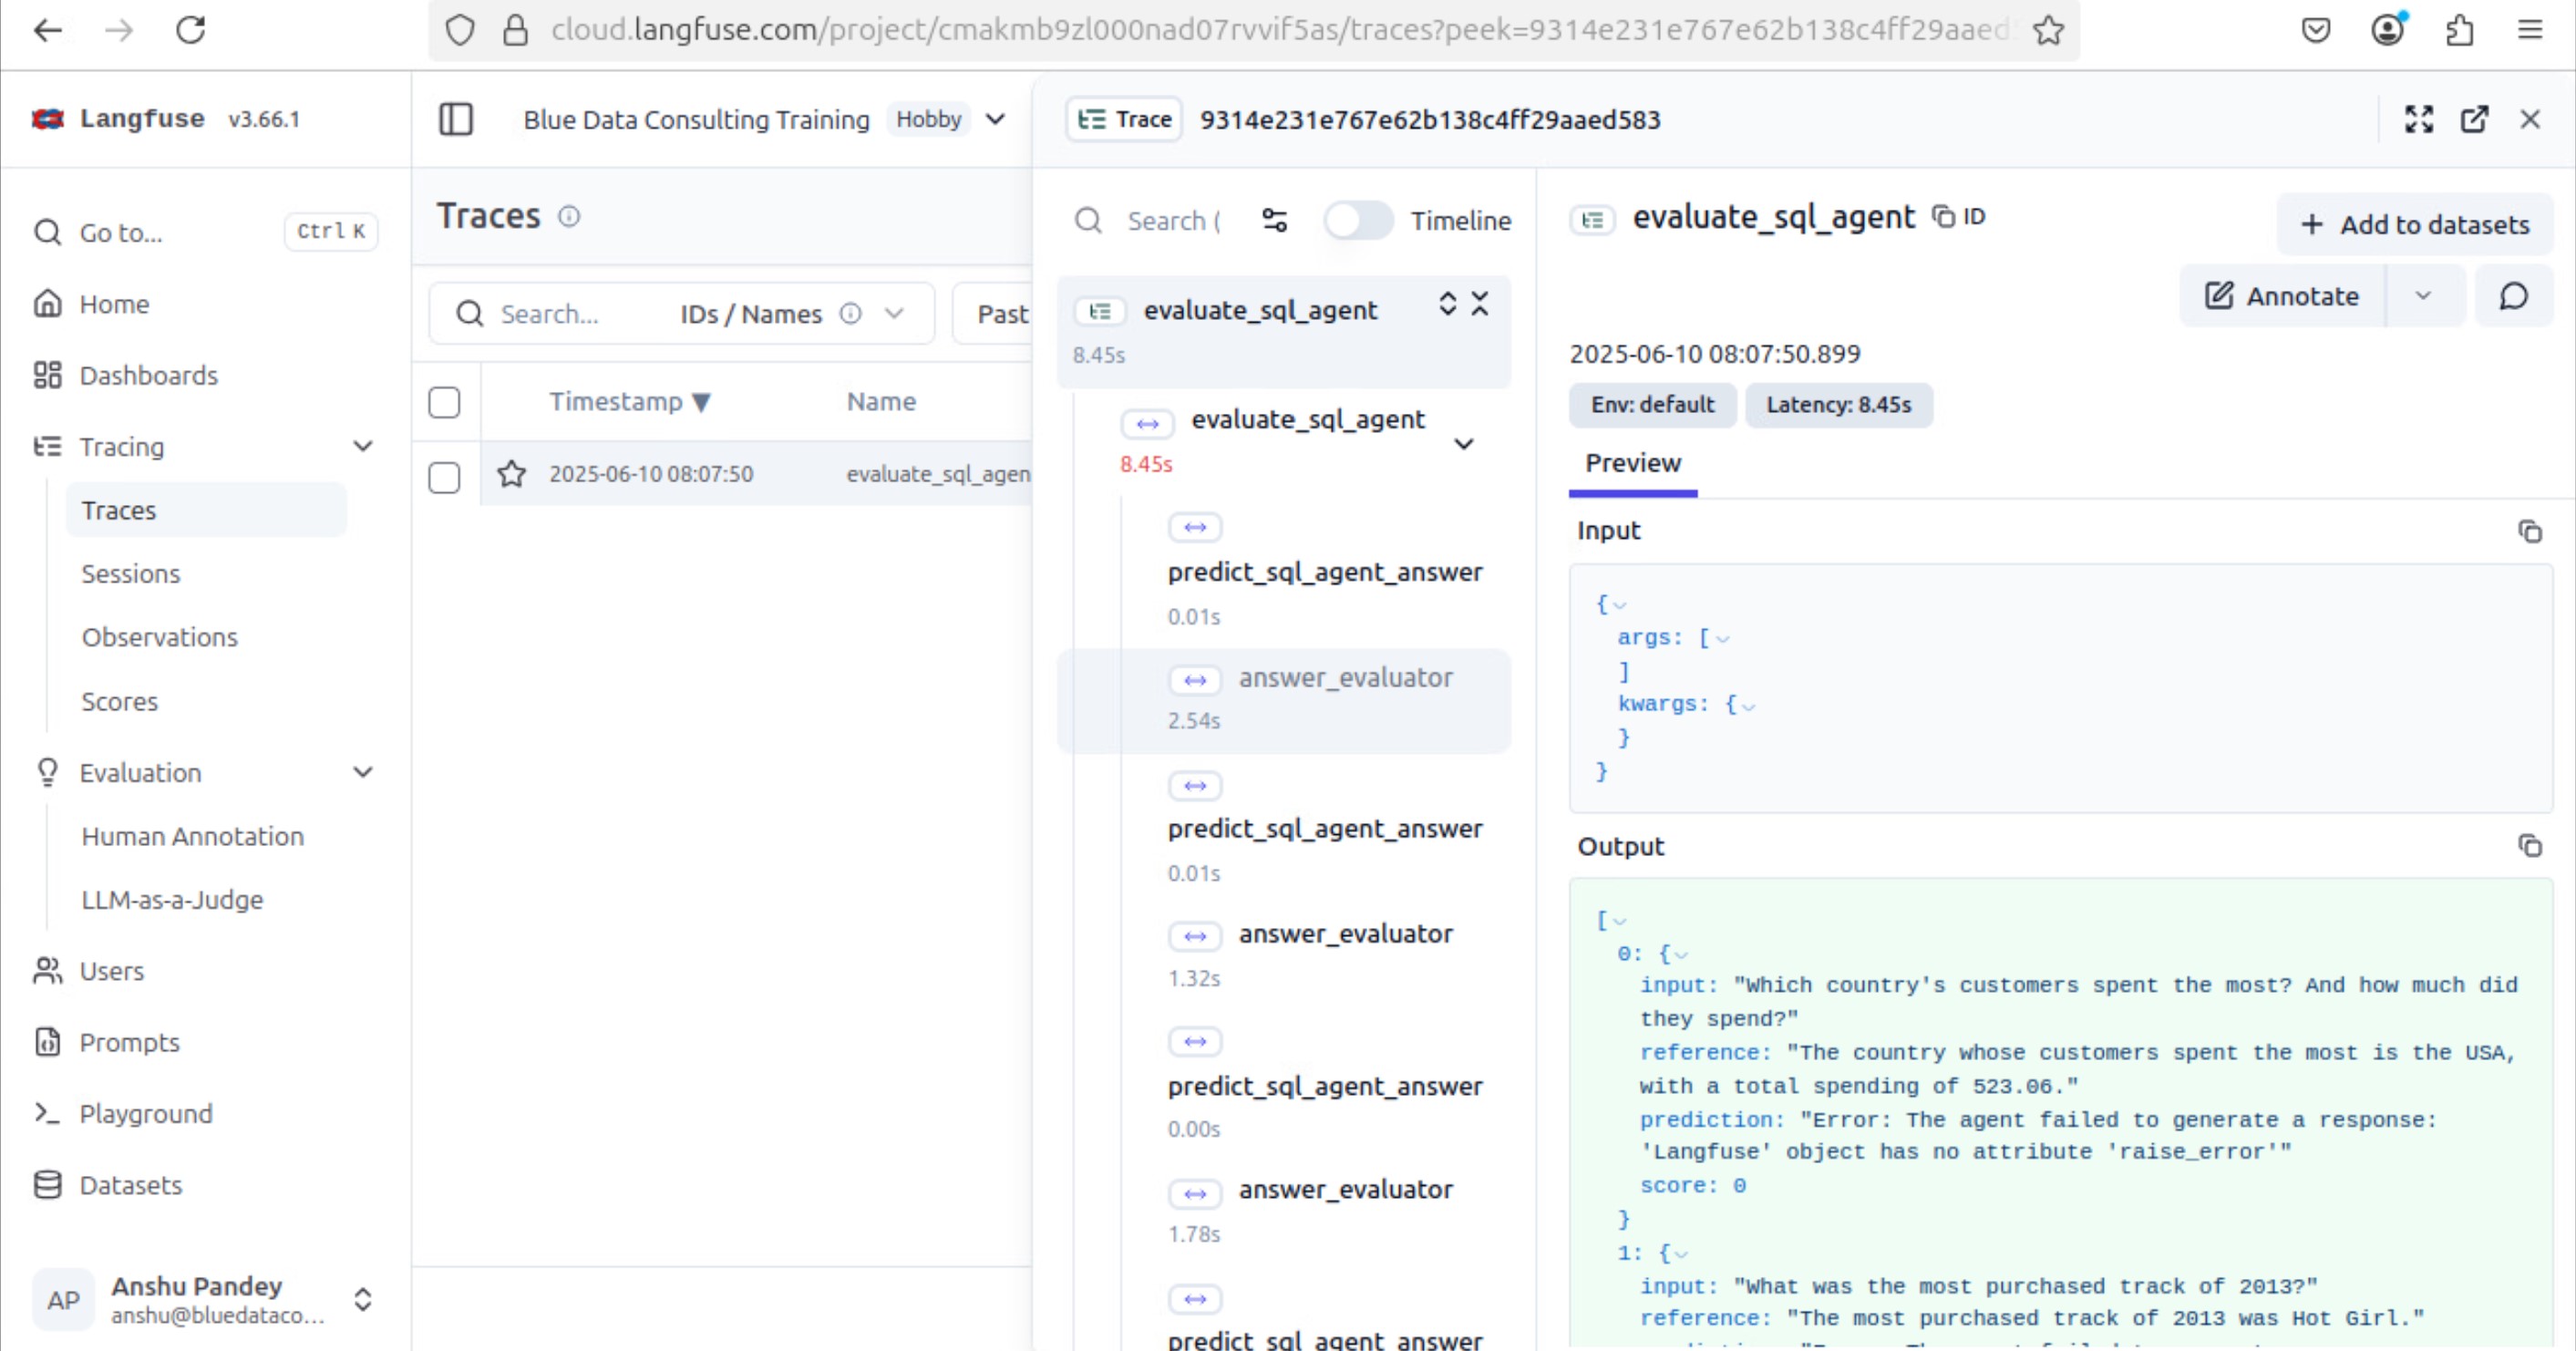 cloud.langfuse.com/project/cmakmb9zl000nad07rvvif5as/traces?peek=9314e231e767e62b138c4ff29aaed
Langfuse v3.66.1
Go to... Ctrl K
Home
Dashboards
Tracing
Traces
Sessions
Observations
Scores
Evaluation
Human Annotation
LLM-as-a-Judge
Users
Prompts
Playground
Datasets
AP
Anshu Pandey
anshu@bluedataco...
Blue Data Consulting Training Hobby
Traces
Search... IDs / Names Past
Timestamp ▼ Name
2025-06-10 08:07:50 evaluate_sql_agen
Trace 9314e231e767e62b138c4ff29aaed583
Search ( Timeline
evaluate_sql_agent
8.45s
evaluate_sql_agent
8.45s
predict_sql_agent_answer
0.01s
answer_evaluator
2.54s
predict_sql_agent_answer
0.01s
answer_evaluator
1.32s
predict_sql_agent_answer
0.00s
answer_evaluator
1.78s
predict_sql_agent_answer
evaluate_sql_agent ID
+ Add to datasets
Annotate
2025-06-10 08:07:50.899
Env: default Latency: 8.45s
Preview
Input
{
args: [
]
kwargs: {
}
}
Output
[
0: {
input: "Which country's customers spent the most? And how much did
they spend?"
reference: "The country whose customers spent the most is the USA,
with a total spending of 523.06."
prediction: "Error: The agent failed to generate a response:
'Langfuse' object has no attribute 'raise_error'"
score: 0
}
1: {
input: "What was the most purchased track of 2013?"
reference: "The most purchased track of 2013 was Hot Girl."